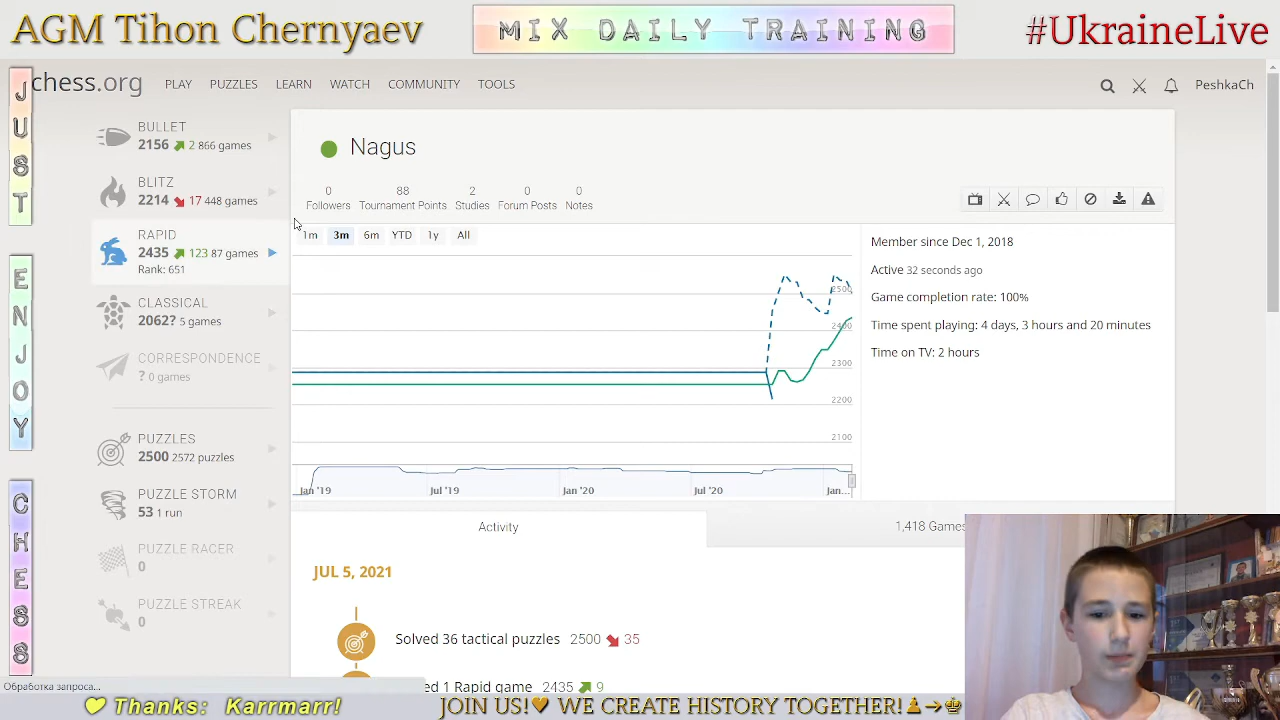 AGM Tihon Chernyaev
MIX DAILY TRAINING
#UkraineLive
JUST
ENJOY
CHESS
chess.org
PLAY
PUZZLES
LEARN
WATCH
COMMUNITY
TOOLS
PeshkaCh
BULLET
2156 2 866 games
BLITZ
2214 17 448 games
RAPID
2435 123 87 games
Rank: 651
CLASSICAL
2062? 5 games
CORRESPONDENCE
? 0 games
PUZZLES
2500 2572 puzzles
PUZZLE STORM
53 1 run
PUZZLE RACER
0
PUZZLE STREAK
0
Nagus
0 88 2 0 0
Followers Tournament Points Studies Forum Posts Notes
1m 3m 6m YTD 1y All
2500
2400
2300
2200
2100
Jan '19 Jul '19 Jan '20 Jul '20 Jan...
Member since Dec 1, 2018
Active 32 seconds ago
Game completion rate: 100%
Time spent playing: 4 days, 3 hours and 20 minutes
Time on TV: 2 hours
Activity
1,418 Games
JUL 5, 2021
Solved 36 tactical puzzles 2500 35
ed 1 Rapid game 2435 9
Обработка запроса...
Thanks: Karrmarr!
JOIN US! WE CREATE HISTORY TOGETHER!